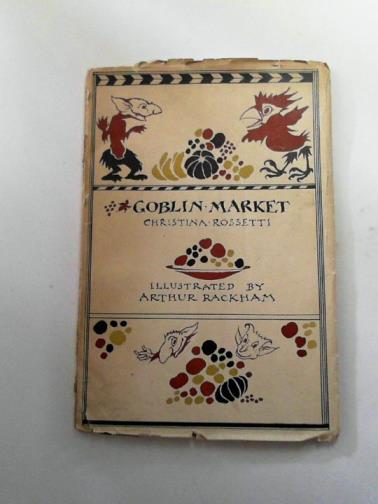 GOBLIN·MARKET
CHRISTINA·ROSSETTI
ILLUSTRATED BY
ARTHUR RACKHAM